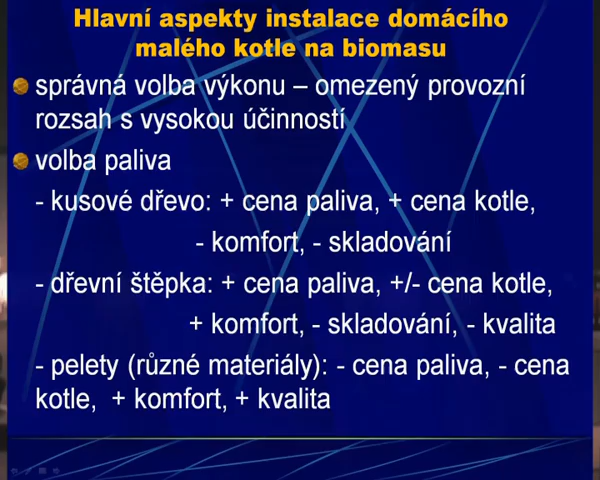 Hlavní aspekty instalace domácího
malého kotle na biomasu
správná volba výkonu – omezený provozní
rozsah s vysokou účinností
volba paliva
- kusové dřevo: + cena paliva, + cena kotle,
- komfort, - skladování
- dřevní štěpka: + cena paliva, +/- cena kotle,
+ komfort, - skladování, - kvalita
- pelety (různé materiály): - cena paliva, - cena
kotle, + komfort, + kvalita